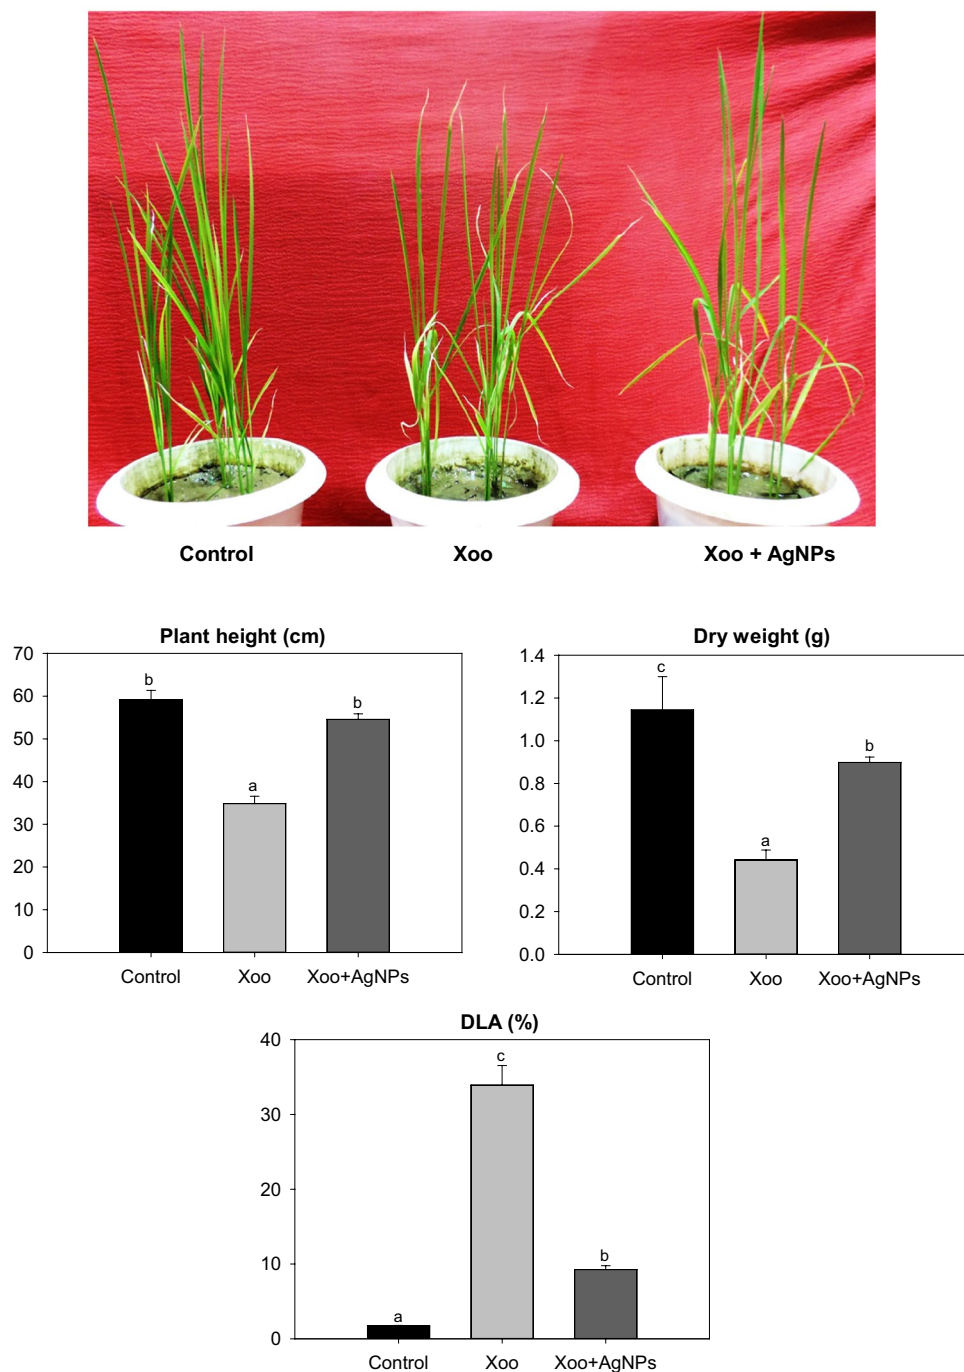 Control Xoo Xoo + AgNPs
Plant height (cm)
70
60
50
40
30
20
10
0
b
a
b
Control Xoo Xoo+AgNPs
Dry weight (g)
1.4
1.2
1.0
0.8
0.6
0.4
0.2
0.0
c
a
b
Control Xoo Xoo+AgNPs
DLA (%)
40
30
20
10
0
a
c
b
Control Xoo Xoo+AgNPs